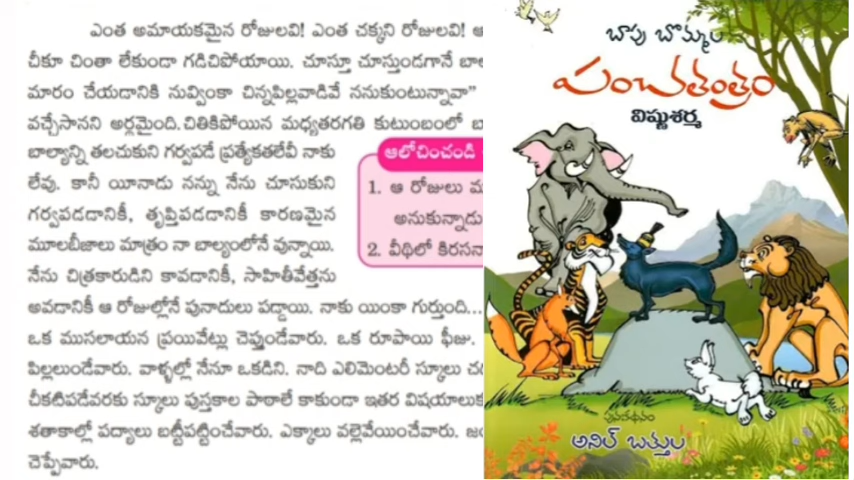 ఎంత అమాయకమైన రోజులవి! ఎంత చక్కని రోజులవి!
చీకూ చింతా లేకుండా గడిచిపోయాయి. చూస్తూ చూస్తుండగానే
మారం చేయడానికి నువ్వింకా చిన్నపిల్లవాడివే ననుకుంటున్నావా”
వచ్చేసానని అర్థమైంది. చితికిపోయిన మధ్యతరగతి కుటుంబంలో
బాల్యాన్ని తలచుకుని గర్వపడే ప్రత్యేకతలేవీ నాకు
లేవు. కానీ యీనాడు నన్ను నేను చూసుకుని
గర్వపడడానికీ, తృప్తిపడడానికీ కారణమైన
మూలబీజాలు మాత్రం నా బాల్యంలోనే వున్నాయి.
నేను చిత్రకారుడిని కావడానికీ, సాహితీవేత్తను
అవడానికీ ఆ రోజుల్లోనే పునాదులు పడ్డాయి. నాకు యింకా గుర్తుంది...
ఒక ముసలాయన ప్రయివేట్లు చెప్తుండేవారు. ఒక రూపాయి ఫీజు.
పిల్లలుండేవారు. వాళ్ళల్లో నేనూ ఒకడిని. నాది ఎలిమెంటరీ స్కూలు
చీకటిపడేవరకు స్కూలు పుస్తకాల పాఠాలే కాకుండా ఇతర
శతకాల్లో పద్యాలు బట్టీపట్టించేవారు. ఎక్కాలు వల్లెవేయించేవారు.
చెప్పేవారు.
ఆలోచించండి
1. ఆ రోజులు
అనుకున్నాడు
2. వీధిలో
బాపు బొమ్మల
పంచతంత్రం
విష్ణుశర్మ
అనిల్ బత్తుల